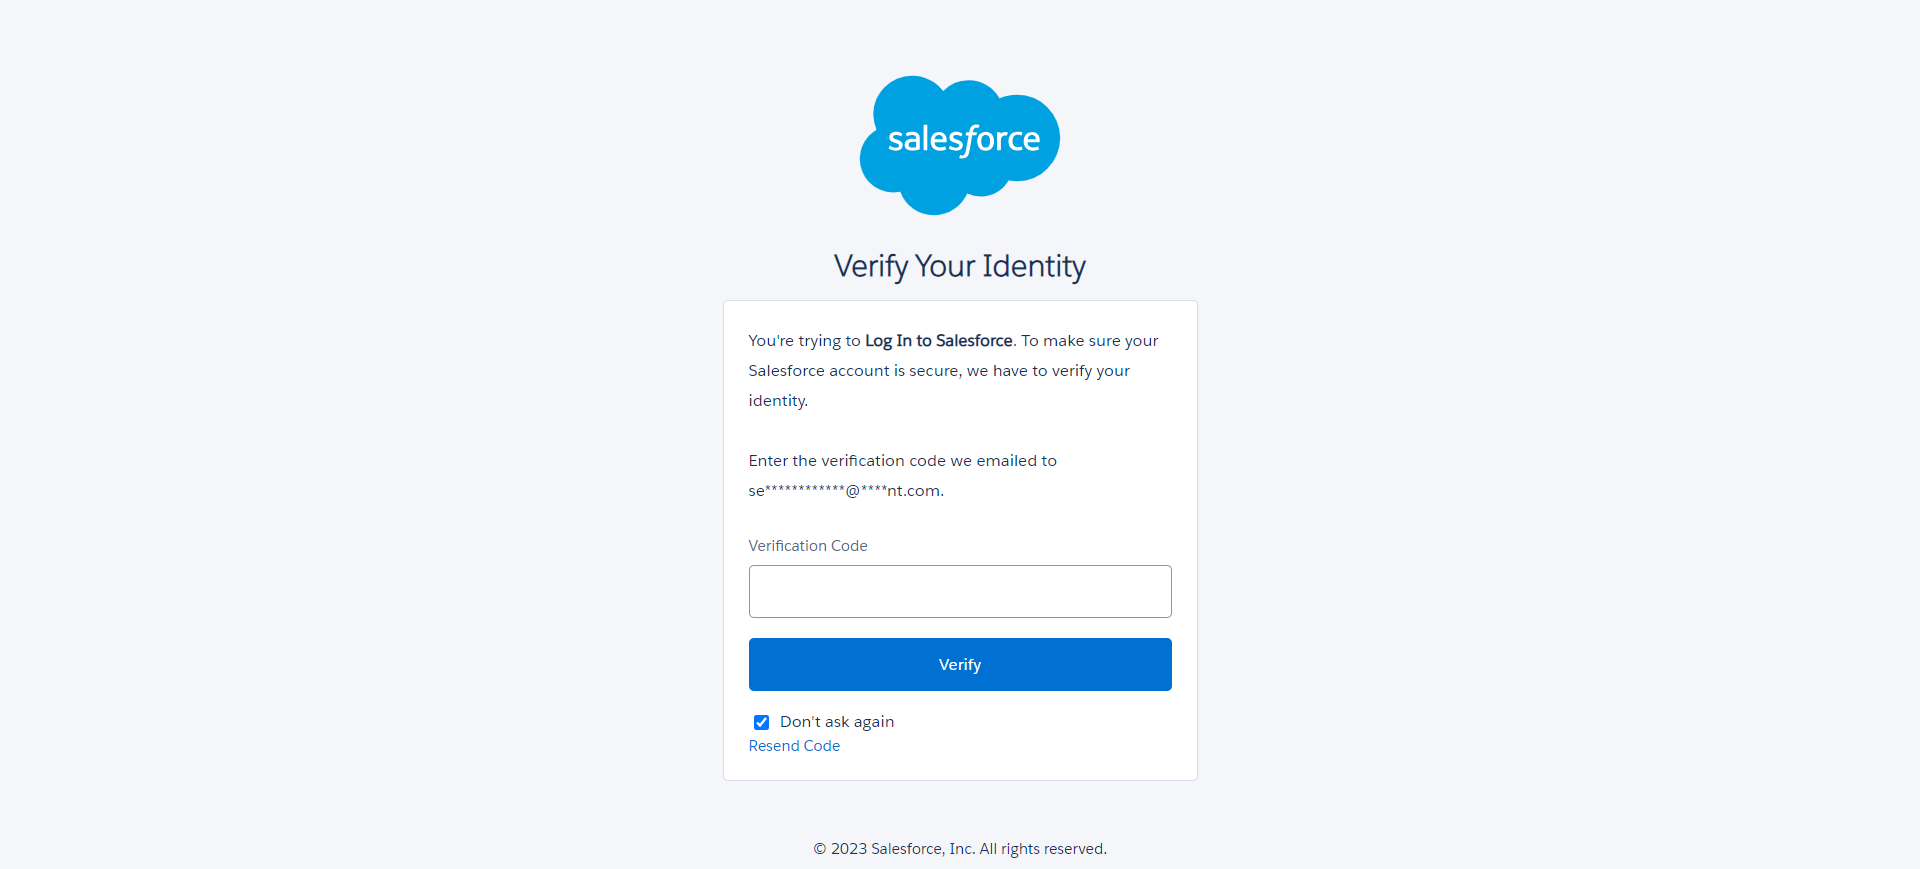 salesforce
Verify Your Identity
You're trying to Log In to Salesforce. To make sure your
Salesforce account is secure, we have to verify your
identity.
Enter the verification code we emailed to
se************@****nt.com.
Verification Code
Verify
Don't ask again
Resend Code
© 2023 Salesforce, Inc. All rights reserved.